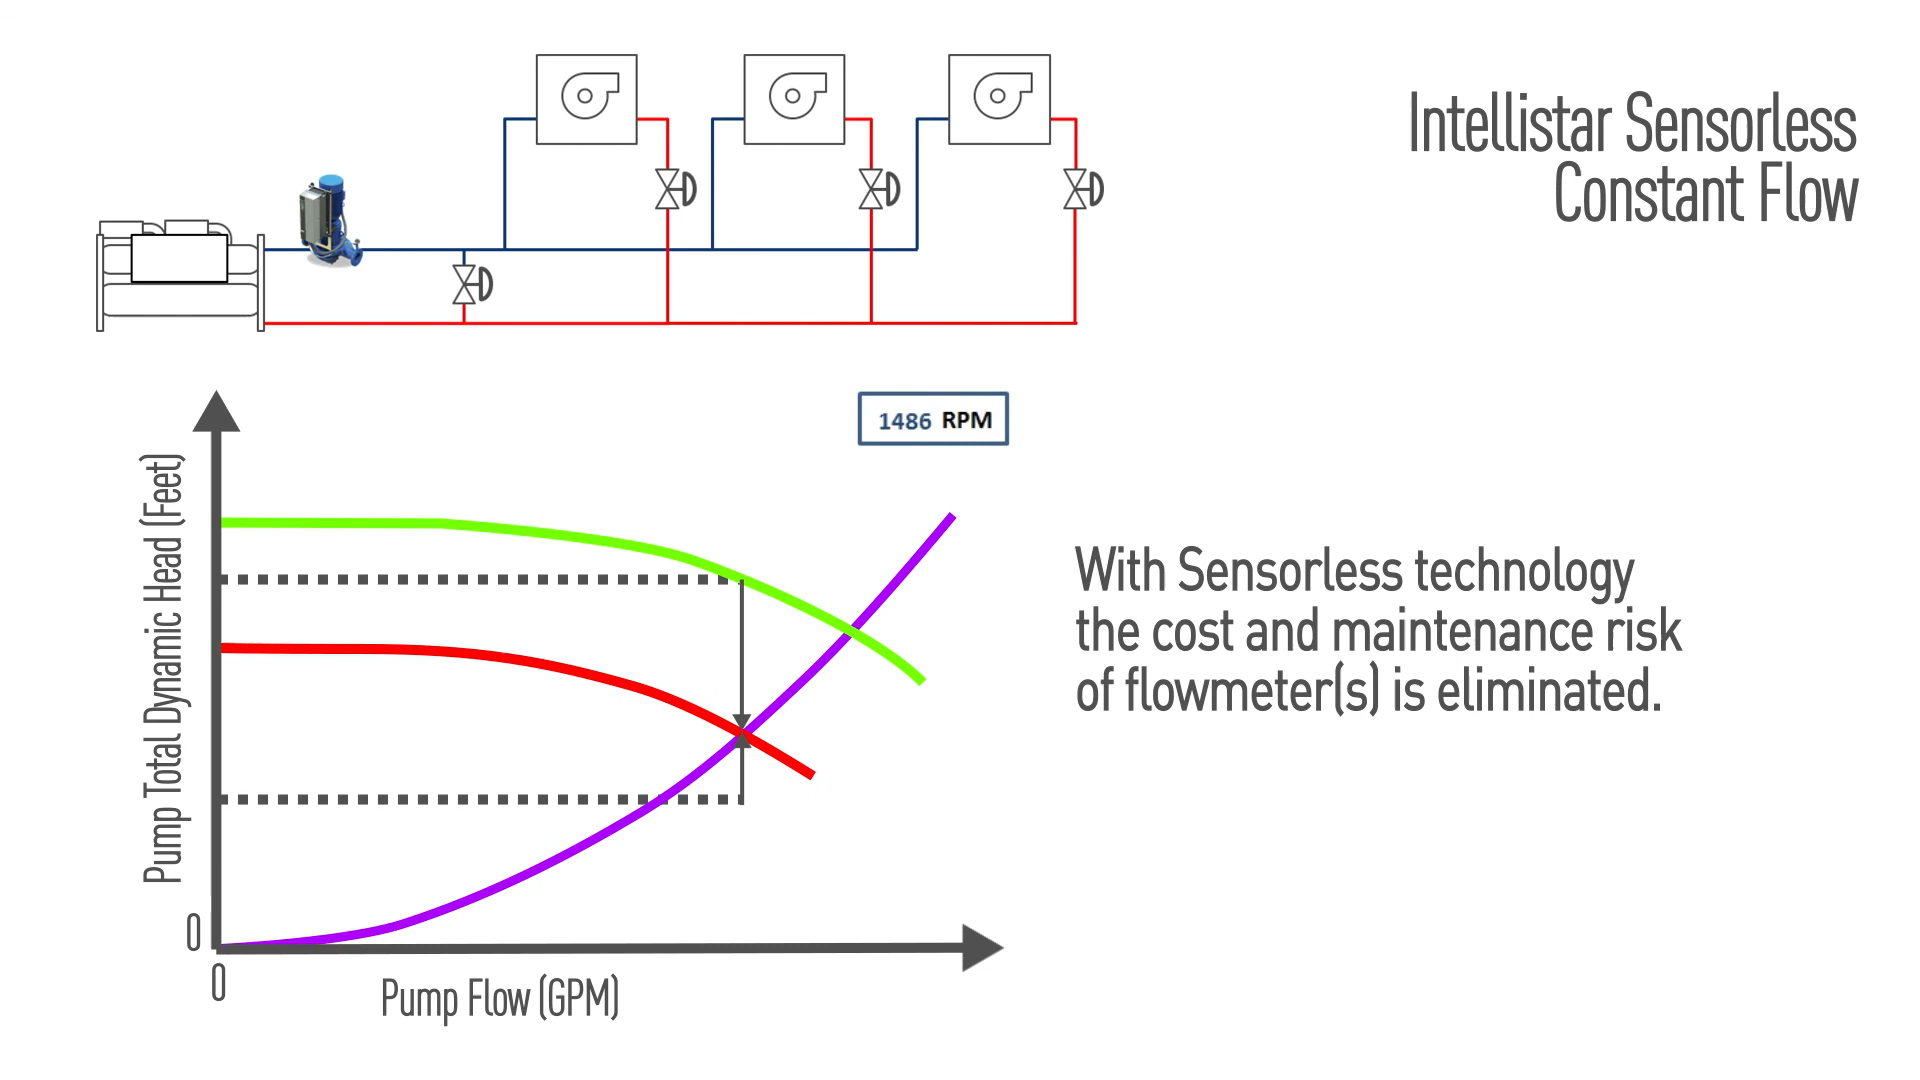 Intellistar Sensorless
Constant Flow
1486 RPM
Pump Total Dynamic Head (Feet)
With Sensorless technology
the cost and maintenance risk
of flowmeter(s) is eliminated.
0
0
Pump Flow (GPM)